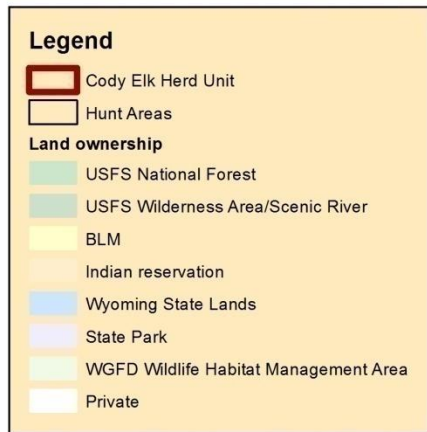 Legend
Cody Elk Herd Unit
Hunt Areas
Land ownership
USFS National Forest
USFS Wilderness Area/Scenic River
BLM
Indian reservation
Wyoming State Lands
State Park
WGFD Wildlife Habitat Management Area
Private